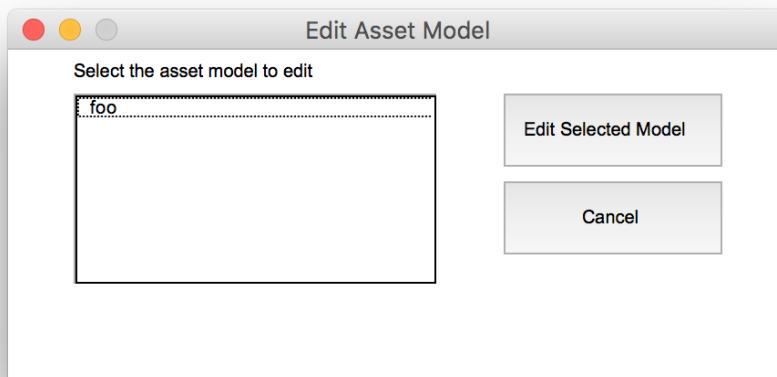 Edit Asset Model
Select the asset model to edit
foo
Edit Selected Model
Cancel